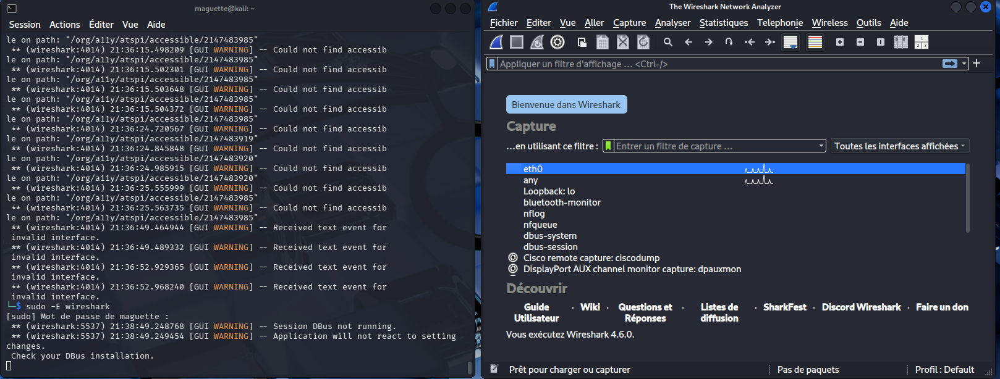 maguette@kali: ~
Session Actions Éditer Vue Aide
le on path: "/org/a11y/atspi/accessible/2147483985"
** (wireshark:4014) 21:36:15.498209 [GUI WARNING] -- Could not find accessib
le on path: "/org/a11y/atspi/accessible/2147483985"
** (wireshark:4014) 21:36:15.502301 [GUI WARNING] -- Could not find accessib
le on path: "/org/a11y/atspi/accessible/2147483985"
** (wireshark:4014) 21:36:15.503648 [GUI WARNING] -- Could not find accessib
le on path: "/org/a11y/atspi/accessible/2147483985"
** (wireshark:4014) 21:36:15.504372 [GUI WARNING] -- Could not find accessib
le on path: "/org/a11y/atspi/accessible/2147483985"
** (wireshark:4014) 21:36:24.720567 [GUI WARNING] -- Could not find accessib
le on path: "/org/a11y/atspi/accessible/2147483919"
** (wireshark:4014) 21:36:24.845848 [GUI WARNING] -- Could not find accessib
le on path: "/org/a11y/atspi/accessible/2147483920"
** (wireshark:4014) 21:36:24.985915 [GUI WARNING] -- Could not find accessib
le on path: "/org/a11y/atspi/accessible/2147483920"
** (wireshark:4014) 21:36:25.555999 [GUI WARNING] -- Could not find accessib
le on path: "/org/a11y/atspi/accessible/2147483985"
** (wireshark:4014) 21:36:25.563735 [GUI WARNING] -- Could not find accessib
le on path: "/org/a11y/atspi/accessible/2147483985"
** (wireshark:4014) 21:36:49.464944 [GUI WARNING] -- Received text event for
invalid interface.
** (wireshark:4014) 21:36:49.489332 [GUI WARNING] -- Received text event for
invalid interface.
** (wireshark:4014) 21:36:52.929365 [GUI WARNING] -- Received text event for
invalid interface.
** (wireshark:4014) 21:36:52.968240 [GUI WARNING] -- Received text event for
invalid interface.
└─$ sudo -E wireshark
[sudo] Mot de passe de maguette :
** (wireshark:5537) 21:38:49.248768 [GUI WARNING] -- Session DBus not running.
** (wireshark:5537) 21:38:49.249454 [GUI WARNING] -- Application will not react to setting
changes.
Check your DBus installation.
The Wireshark Network Analyzer
Fichier Editer Vue Aller Capture Analyser Statistiques Telephonie Wireless Outils Aide
Appliquer un filtre d'affichage ... <Ctrl-/>
Bienvenue dans Wireshark
Capture
...en utilisant ce filtre : Entrer un filtre de capture ... Toutes les interfaces affichées
eth0
any
Loopback: lo
bluetooth-monitor
nflog
nfqueue
dbus-system
dbus-session
Cisco remote capture: ciscodump
DisplayPort AUX channel monitor capture: dpauxmon
Découvrir
Guide Utilisateur · Wiki · Questions et Réponses · Listes de diffusion · SharkFest · Discord Wireshark · Faire un don
Vous exécutez Wireshark 4.6.0.
Prêt pour charger ou capturer Pas de paquets Profil : Default